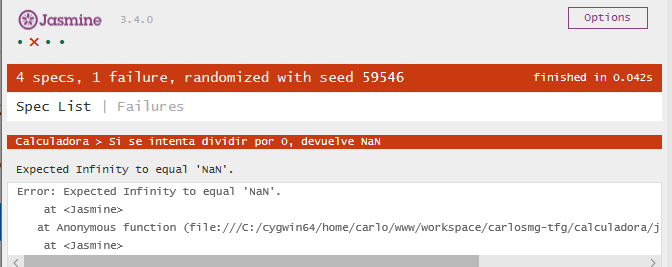 Jasmine 3.4.0 Options
4 specs, 1 failure, randomized with seed 59546 finished in 0.042s
Spec List | Failures
Calculadora > Si se intenta dividir por 0, devuelve NaN
Expected Infinity to equal 'NaN'.
Error: Expected Infinity to equal 'NaN'.
at <Jasmine>
at Anonymous function (file:///C:/cygwin64/home/carlo/www/workspace/carlosmg-tfg/calculadora/j
at <Jasmine>